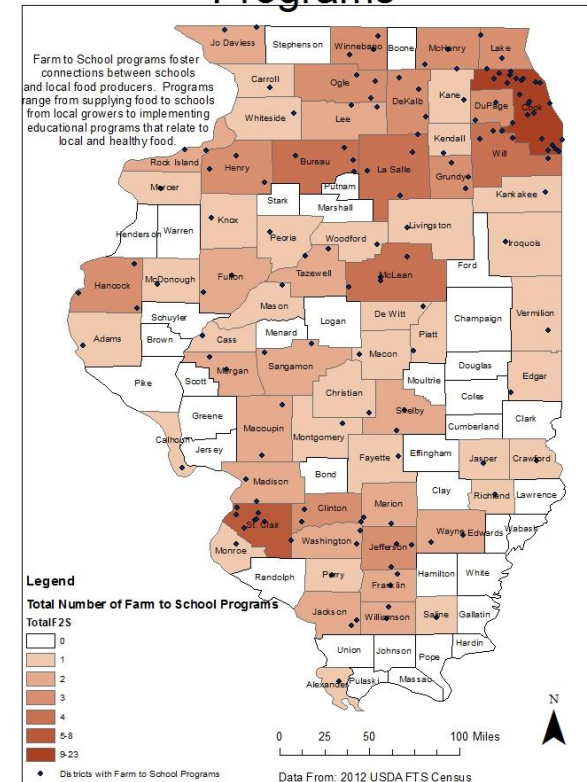 Programs
Farm to School programs foster
connections between schools
and local food producers. Programs
range from supplying food to schools
from local growers to implementing
educational programs that relate to
local and healthy food.
Jo Daviess
Stephenson
Winnebago
Boone
McHenry
Lake
Carroll
Ogle
DeKalb
Kane
DuPage
Cook
Whiteside
Lee
Kendall
Will
Rock Island
Henry
Bureau
La Salle
Grundy
Mercer
Putnam
Kankakee
Stark
Marshall
Henderson
Warren
Knox
Peoria
Woodford
Livingston
Iroquois
Ford
Hancock
McDonough
Fulton
Tazewell
McLean
Mason
Schuyler
Logan
De Witt
Champaign
Vermilion
Adams
Brown
Cass
Menard
Piatt
Macon
Pike
Scott
Morgan
Sangamon
Douglas
Edgar
Moultrie
Christian
Coles
Greene
Shelby
Clark
Macoupin
Cumberland
Calhoun
Jersey
Montgomery
Fayette
Effingham
Jasper
Crawford
Bond
Madison
Clay
Richland
Lawrence
Clinton
Marion
St. Clair
Wayne
Edwards
Wabash
Washington
Jefferson
Monroe
Randolph
Perry
Hamilton
White
Franklin
Jackson
Williamson
Saline
Gallatin
Union
Johnson
Pope
Hardin
Alexander
Pulaski
Massac
Legend
Total Number of Farm to School Programs
TotalF2S
0
1
2
3
4
5-8
9-23
Districts with Farm to School Programs
0 25 50 100 Miles
N
Data From: 2012 USDA FTS Census